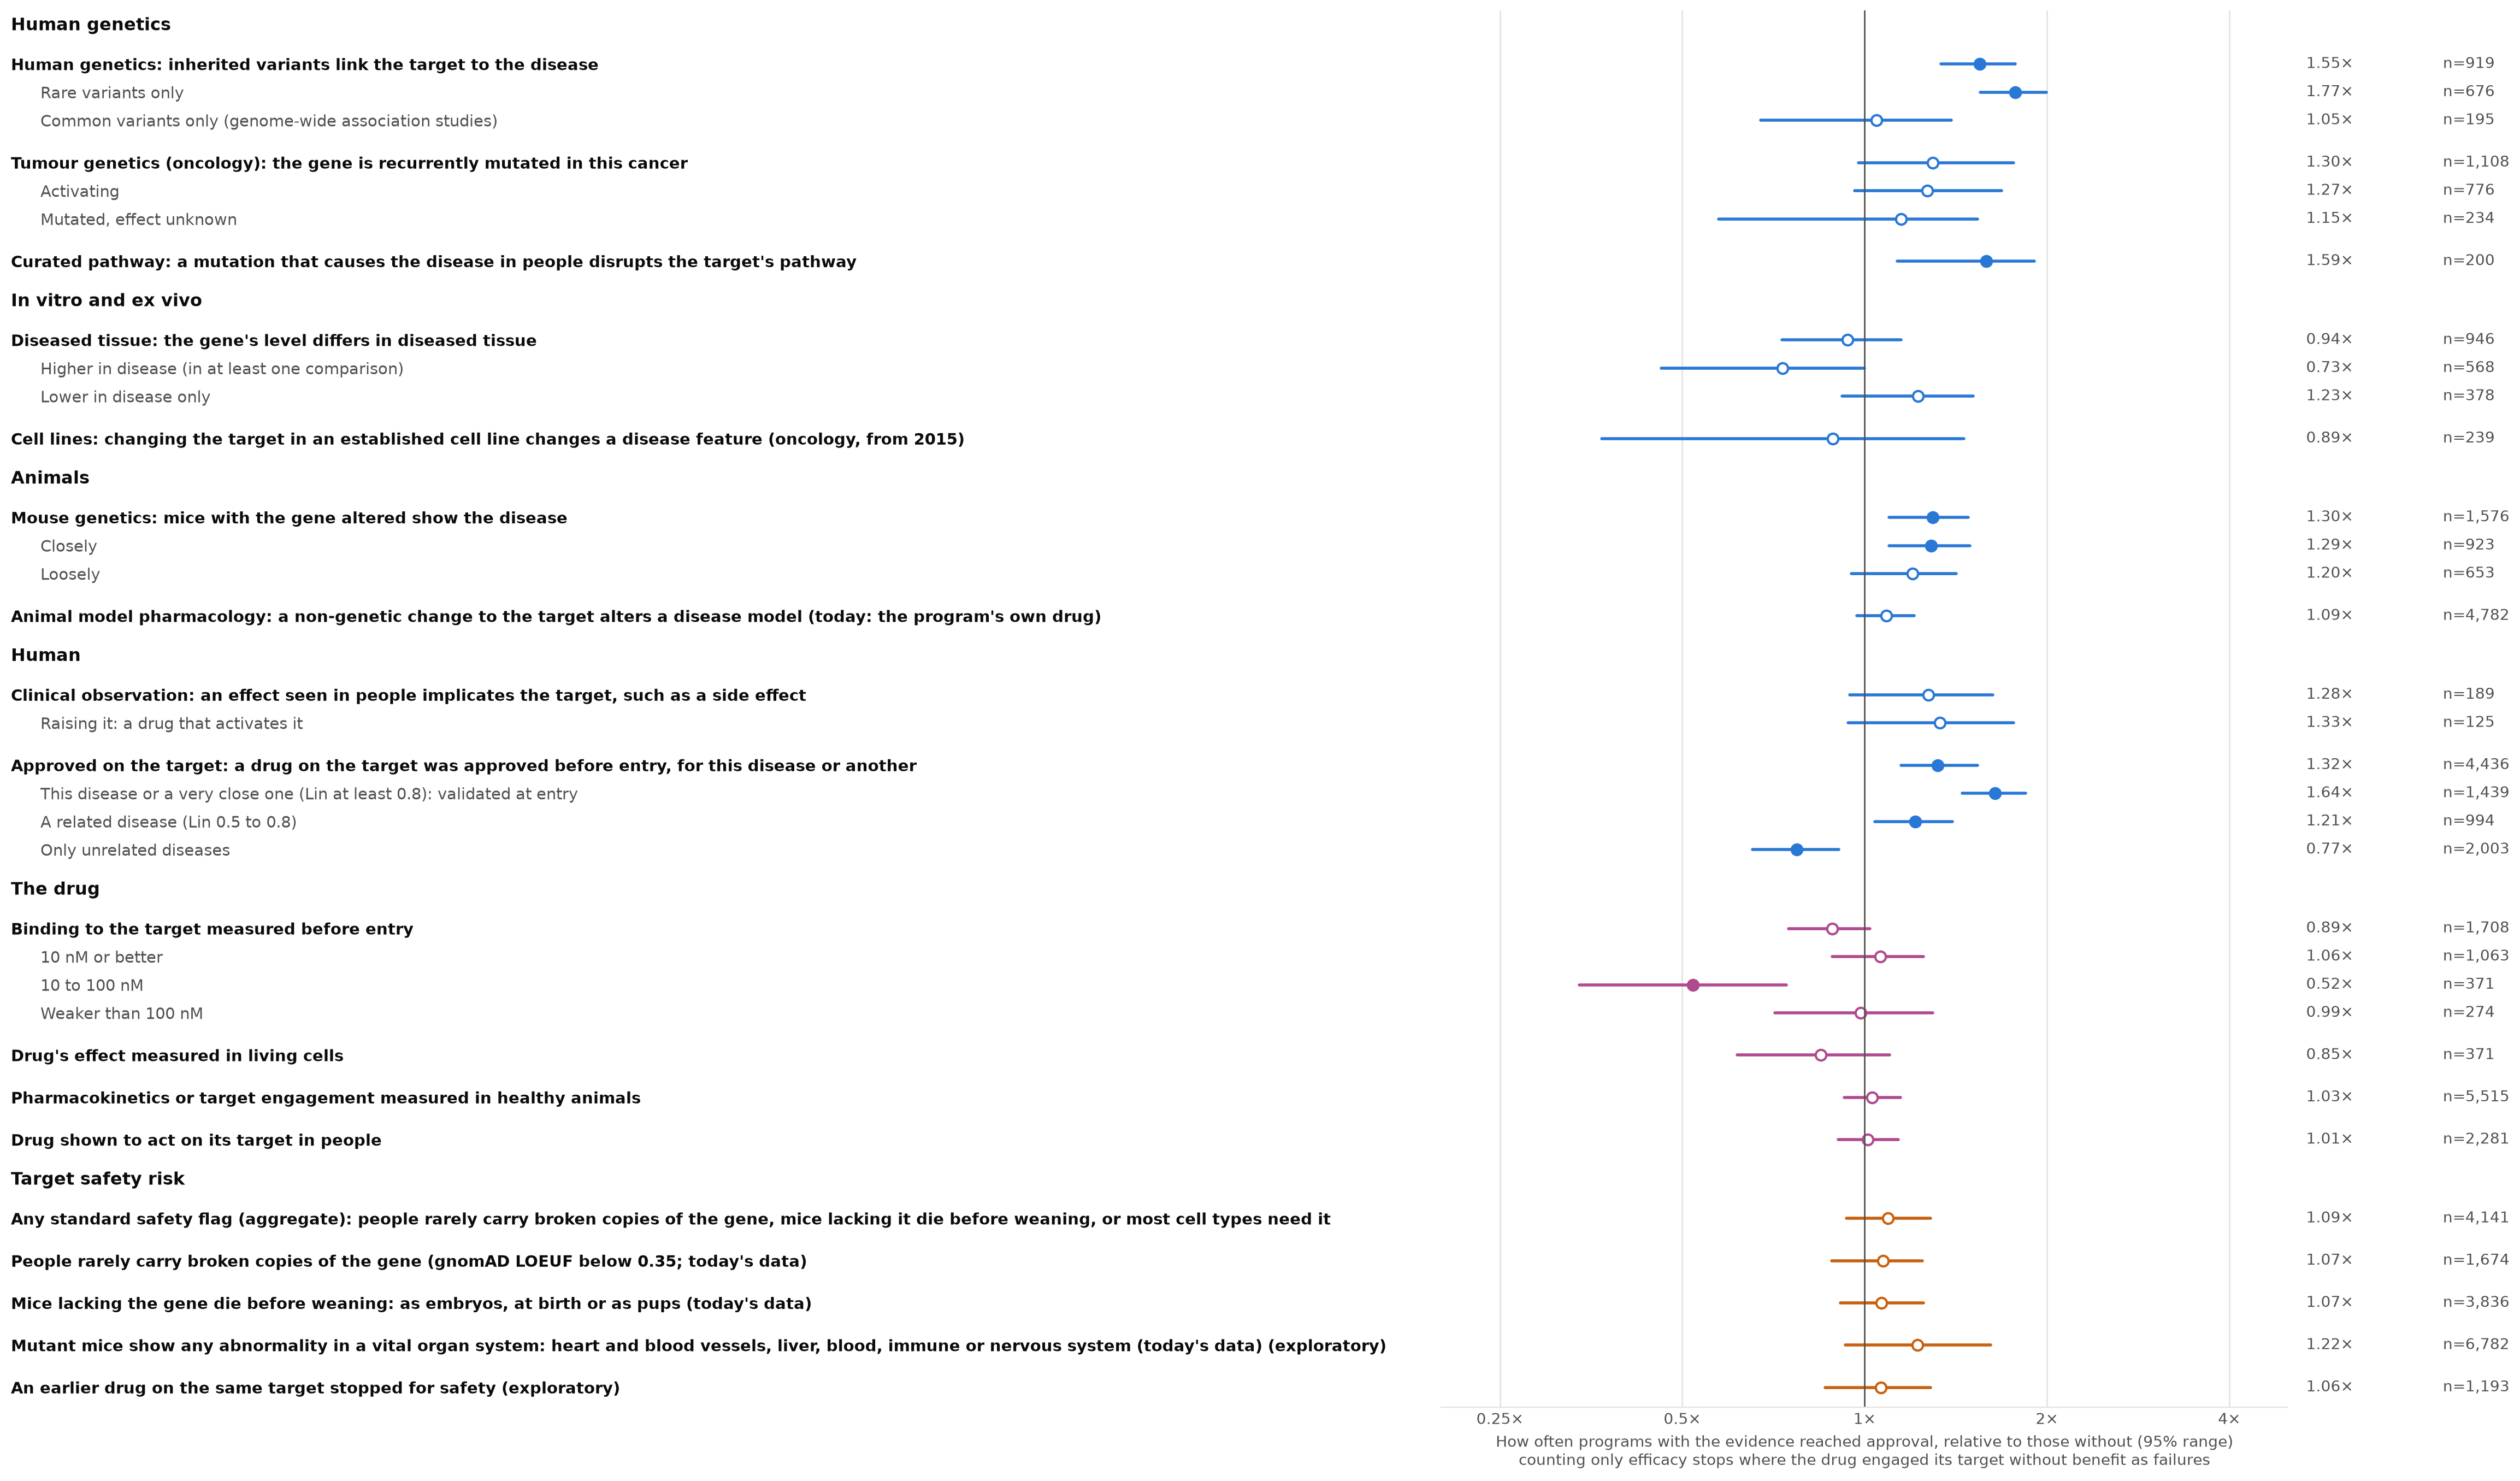 Human genetics
Human genetics: inherited variants link the target to the disease 1.55× n=919
Rare variants only 1.77× n=676
Common variants only (genome-wide association studies) 1.05× n=195
Tumour genetics (oncology): the gene is recurrently mutated in this cancer 1.30× n=1,108
Activating 1.27× n=776
Mutated, effect unknown 1.15× n=234
Curated pathway: a mutation that causes the disease in people disrupts the target's pathway 1.59× n=200
In vitro and ex vivo
Diseased tissue: the gene's level differs in diseased tissue 0.94× n=946
Higher in disease (in at least one comparison) 0.73× n=568
Lower in disease only 1.23× n=378
Cell lines: changing the target in an established cell line changes a disease feature (oncology, from 2015) 0.89× n=239
Animals
Mouse genetics: mice with the gene altered show the disease 1.30× n=1,576
Closely 1.29× n=923
Loosely 1.20× n=653
Animal model pharmacology: a non-genetic change to the target alters a disease model (today: the program's own drug) 1.09× n=4,782
Human
Clinical observation: an effect seen in people implicates the target, such as a side effect 1.28× n=189
Raising it: a drug that activates it 1.33× n=125
Approved on the target: a drug on the target was approved before entry, for this disease or another 1.32× n=4,436
This disease or a very close one (Lin at least 0.8): validated at entry 1.64× n=1,439
A related disease (Lin 0.5 to 0.8) 1.21× n=994
Only unrelated diseases 0.77× n=2,003
The drug
Binding to the target measured before entry 0.89× n=1,708
10 nM or better 1.06× n=1,063
10 to 100 nM 0.52× n=371
Weaker than 100 nM 0.99× n=274
Drug's effect measured in living cells 0.85× n=371
Pharmacokinetics or target engagement measured in healthy animals 1.03× n=5,515
Drug shown to act on its target in people 1.01× n=2,281
Target safety risk
Any standard safety flag (aggregate): people rarely carry broken copies of the gene, mice lacking it die before weaning, or most cell types need it 1.09× n=4,141
People rarely carry broken copies of the gene (gnomAD LOEUF below 0.35; today's data) 1.07× n=1,674
Mice lacking the gene die before weaning: as embryos, at birth or as pups (today's data) 1.07× n=3,836
Mutant mice show any abnormality in a vital organ system: heart and blood vessels, liver, blood, immune or nervous system (today's data) (exploratory) 1.22× n=6,782
An earlier drug on the same target stopped for safety (exploratory) 1.06× n=1,193
0.25× 0.5× 1× 2× 4×
How often programs with the evidence reached approval, relative to those without (95% range)
counting only efficacy stops where the drug engaged its target without benefit as failures